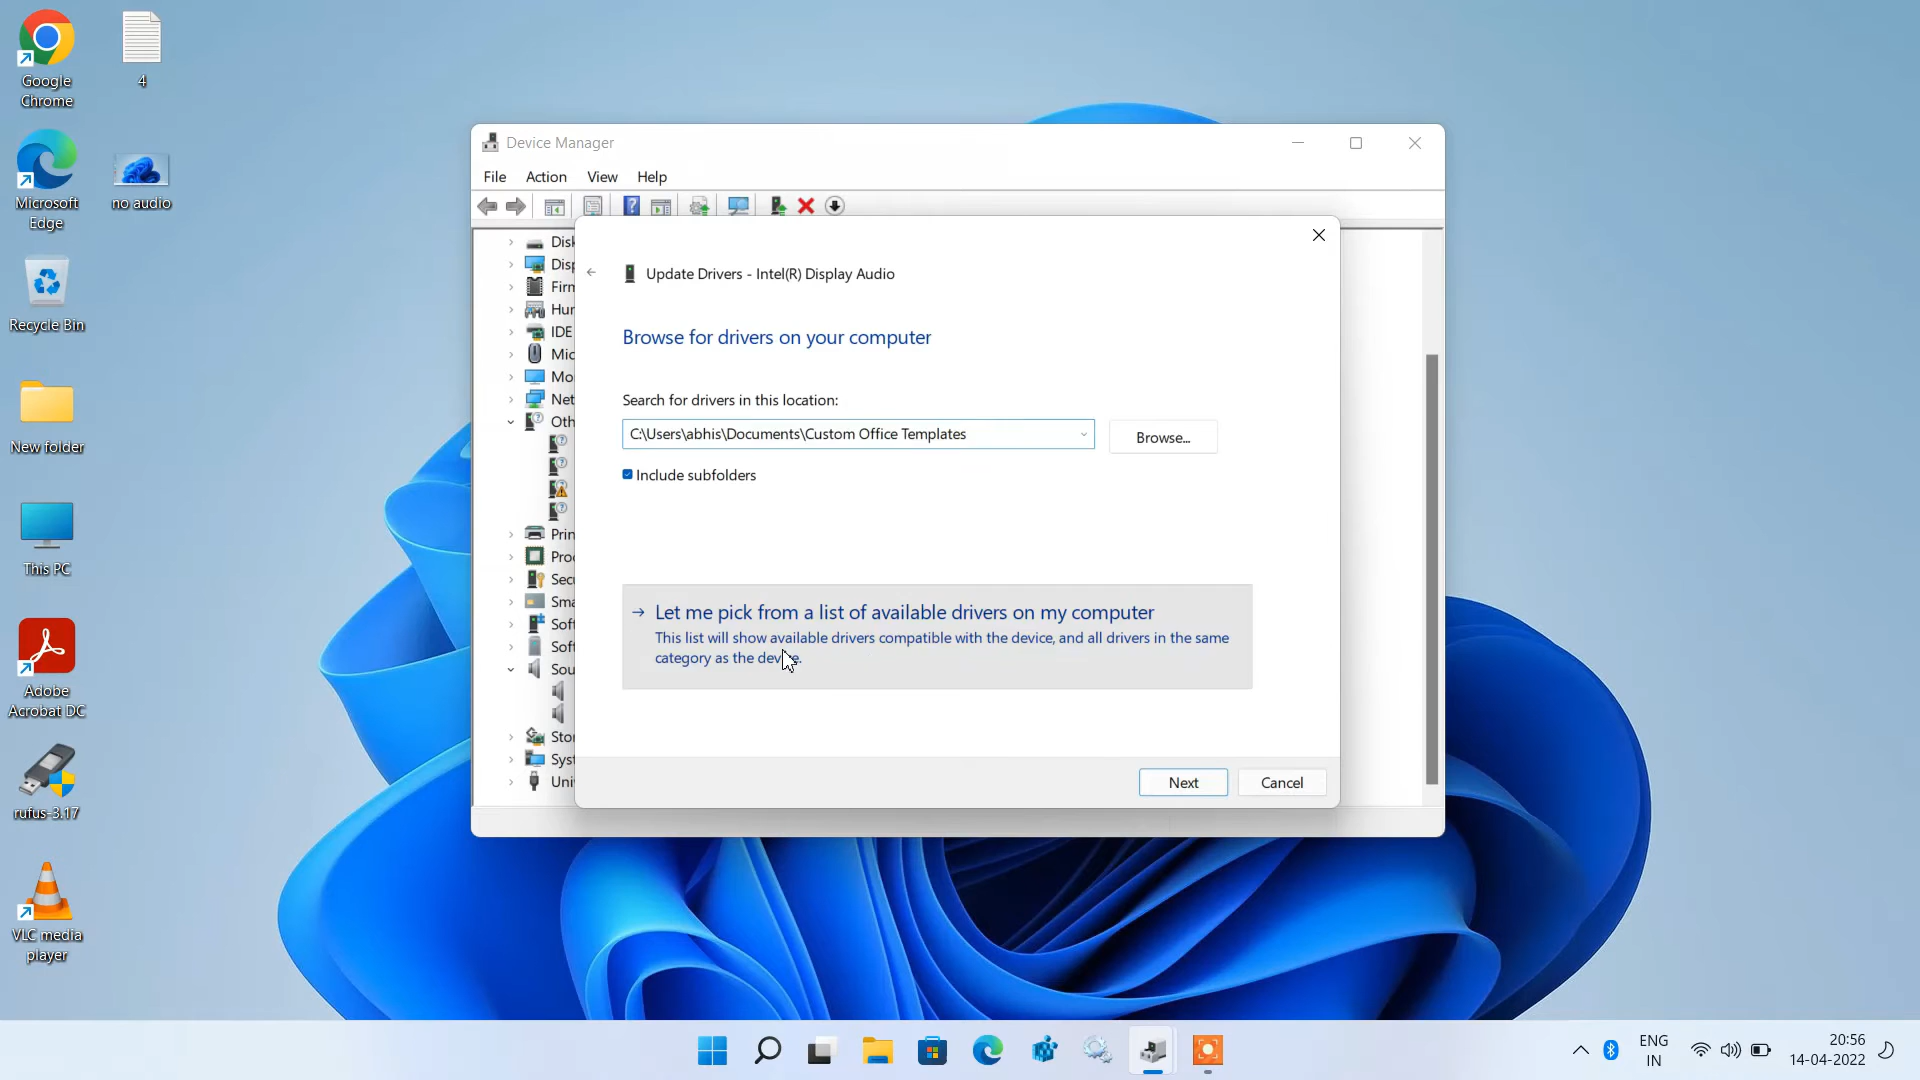 Google
Chrome
4
Microsoft
Edge
no audio
Recycle Bin
New folder
This PC
Adobe
Acrobat DC
rufus-3.17
VLC media
player
Device Manager
File Action View Help
Disk
Disp
Firm
Hur
IDE
Mic
Mo
Net
Oth
Prin
Proc
Secu
Sma
Soft
Soft
Sou
Stor
Syst
Univ
Update Drivers - Intel(R) Display Audio
Browse for drivers on your computer
Search for drivers in this location:
C:\Users\abhis\Documents\Custom Office Templates
Browse...
Include subfolders
Let me pick from a list of available drivers on my computer
This list will show available drivers compatible with the device, and all drivers in the same
category as the device.
Next
Cancel
ENG
IN
20:56
14-04-2022